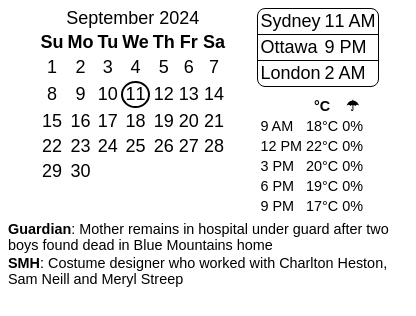 September 2024
Su Mo Tu We Th Fr Sa
1 2 3 4 5 6 7
8 9 10 11 12 13 14
15 16 17 18 19 20 21
22 23 24 25 26 27 28
29 30
Sydney 11 AM
Ottawa 9 PM
London 2 AM
°C ☂
9 AM 18°C 0%
12 PM 22°C 0%
3 PM 20°C 0%
6 PM 19°C 0%
9 PM 17°C 0%
Guardian: Mother remains in hospital under guard after two
boys found dead in Blue Mountains home
SMH: Costume designer who worked with Charlton Heston,
Sam Neill and Meryl Streep